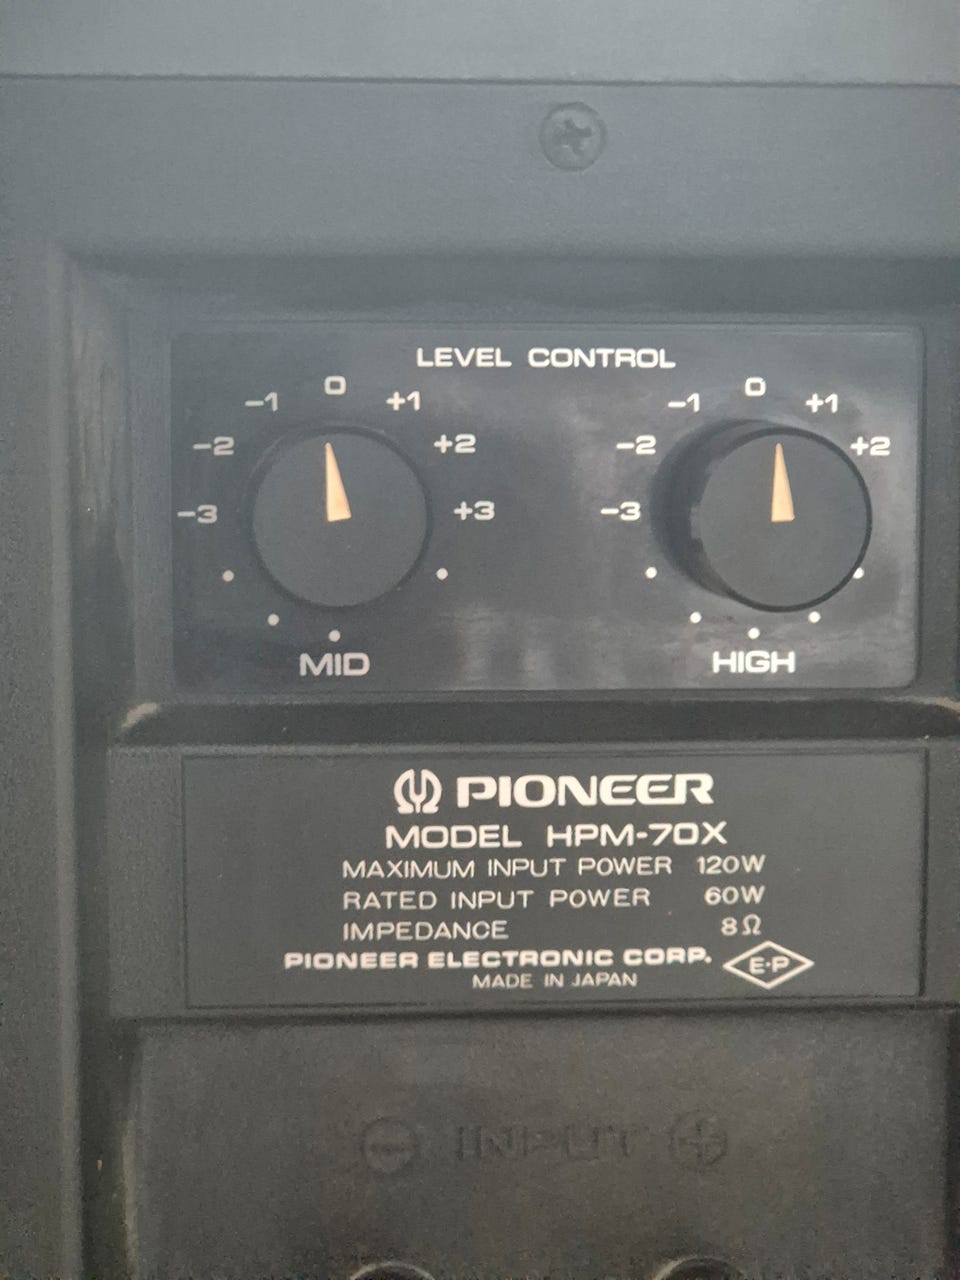 LEVEL CONTROL
-1 0 +1 -1 0 +1
-2 +2 -2 +2
-3 +3 -3
MID HIGH
PIONEER
MODEL HPM-70X
MAXIMUM INPUT POWER 120W
RATED INPUT POWER 60W
IMPEDANCE 8Ω
PIONEER ELECTRONIC CORP. E-P
MADE IN JAPAN
⊖ INPUT ⊕